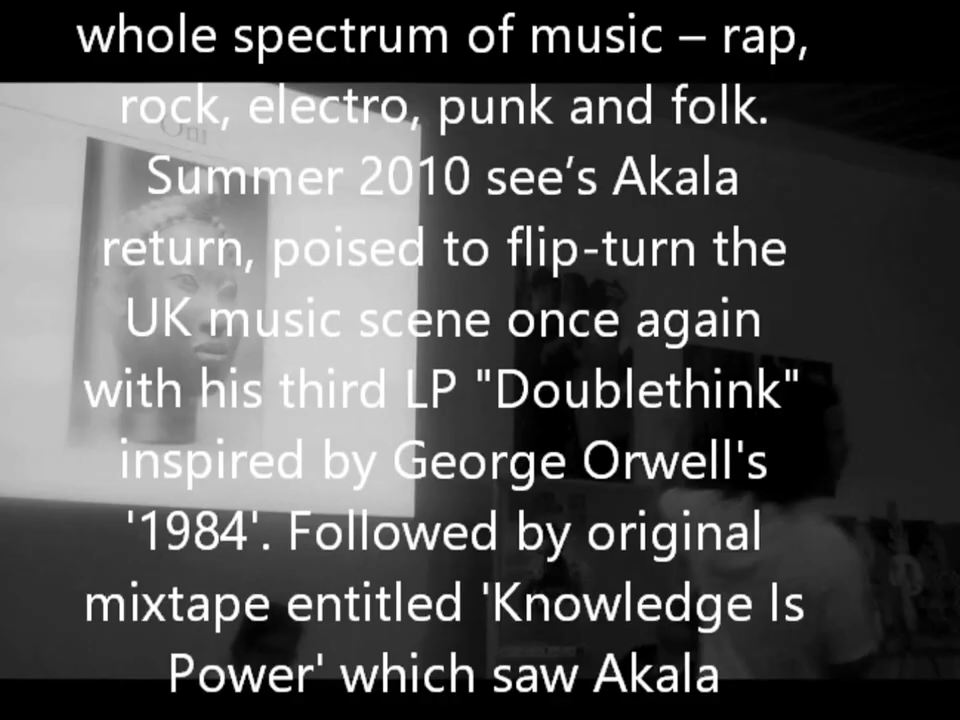 whole spectrum of music – rap,
rock, electro, punk and folk.
Oni
Summer 2010 see’s Akala
return, poised to flip-turn the
UK music scene once again
with his third LP "Doublethink"
inspired by George Orwell's
'1984'. Followed by original
mixtape entitled 'Knowledge Is
Power' which saw Akala